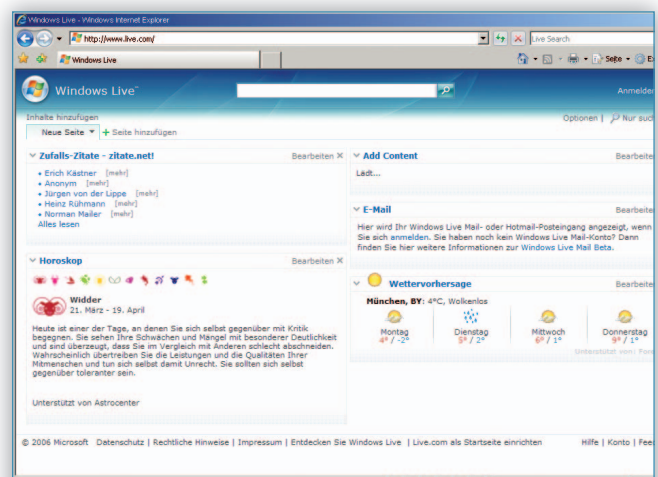 Windows Live - Windows Internet Explorer
http://www.live.com/
Live Search
Windows Live
Seite
Windows Live
Anmelden
Inhalte hinzufügen
Optionen | Nur such
Neue Seite + Seite hinzufügen
Zufalls-Zitate - zitate.net! Bearbeiten X
• Erich Kästner [mehr]
• Anonym [mehr]
• Jürgen von der Lippe [mehr]
• Heinz Rühmann [mehr]
• Norman Mailer [mehr]
Alles lesen
Horoskop Bearbeiten X
Widder
21. März - 19. April
Heute ist einer der Tage, an denen Sie sich selbst gegenüber mit Kritik
begegnen. Sie sehen Ihre Schwächen und Mängel mit besonderer Deutlichkeit
und sind überzeugt, dass Sie im Vergleich mit Anderen schlecht abschneiden.
Wahrscheinlich übertreiben Sie die Leistungen und die Qualitäten Ihrer
Mitmenschen und tun sich selbst damit Unrecht. Sie sollten sich selbst
gegenüber toleranter sein.
Unterstützt von Astrocenter
Add Content Bearbeite
Lädt...
E-Mail Bearbeite
Hier wird Ihr Windows Live Mail- oder Hotmail-Posteingang angezeigt, wenn
Sie sich anmelden. Sie haben noch kein Windows Live Mail-Konto? Dann
finden Sie hier weitere Informationen zur Windows Live Mail Beta.
Wettervorhersage Bearbeite
München, BY: 4°C, Wolkenlos
Montag Dienstag Mittwoch Donnerstag
4° / -2° 5° / 2° 6° / 1° 9° / 1°
Unterstützt von: Fore
© 2006 Microsoft Datenschutz | Rechtliche Hinweise | Impressum | Entdecken Sie Windows Live | Live.com als Startseite einrichten Hilfe | Konto | Fee